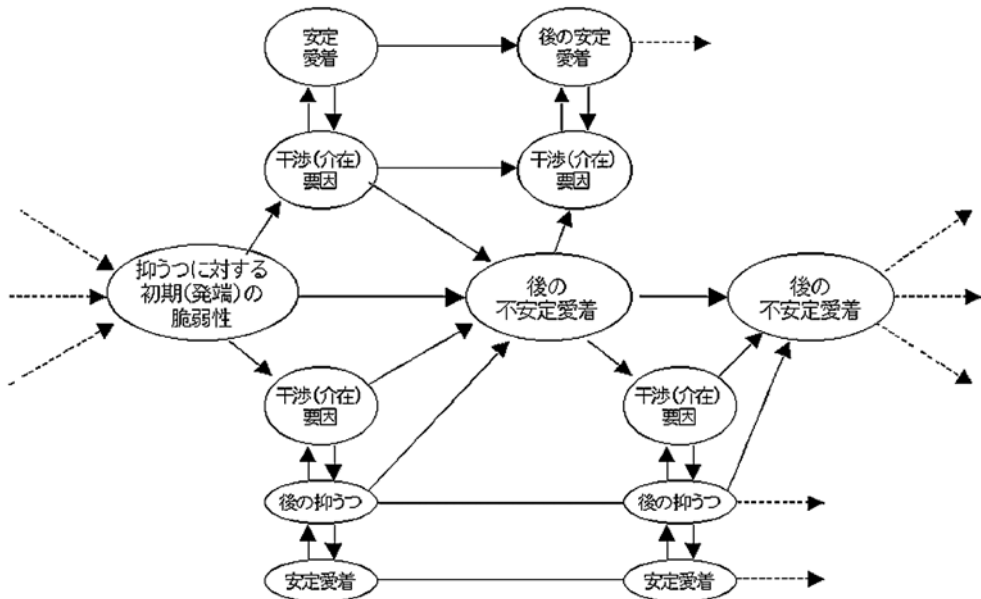 安定
愛着
後の安定
愛着
干渉(介在)
要因
干渉(介在)
要因
抑うつに対する
初期(発端)の
脆弱性
後の
不安定愛着
後の
不安定愛着
干渉(介在)
要因
干渉(介在)
要因
後の抑うつ
後の抑うつ
安定愛着
安定愛着